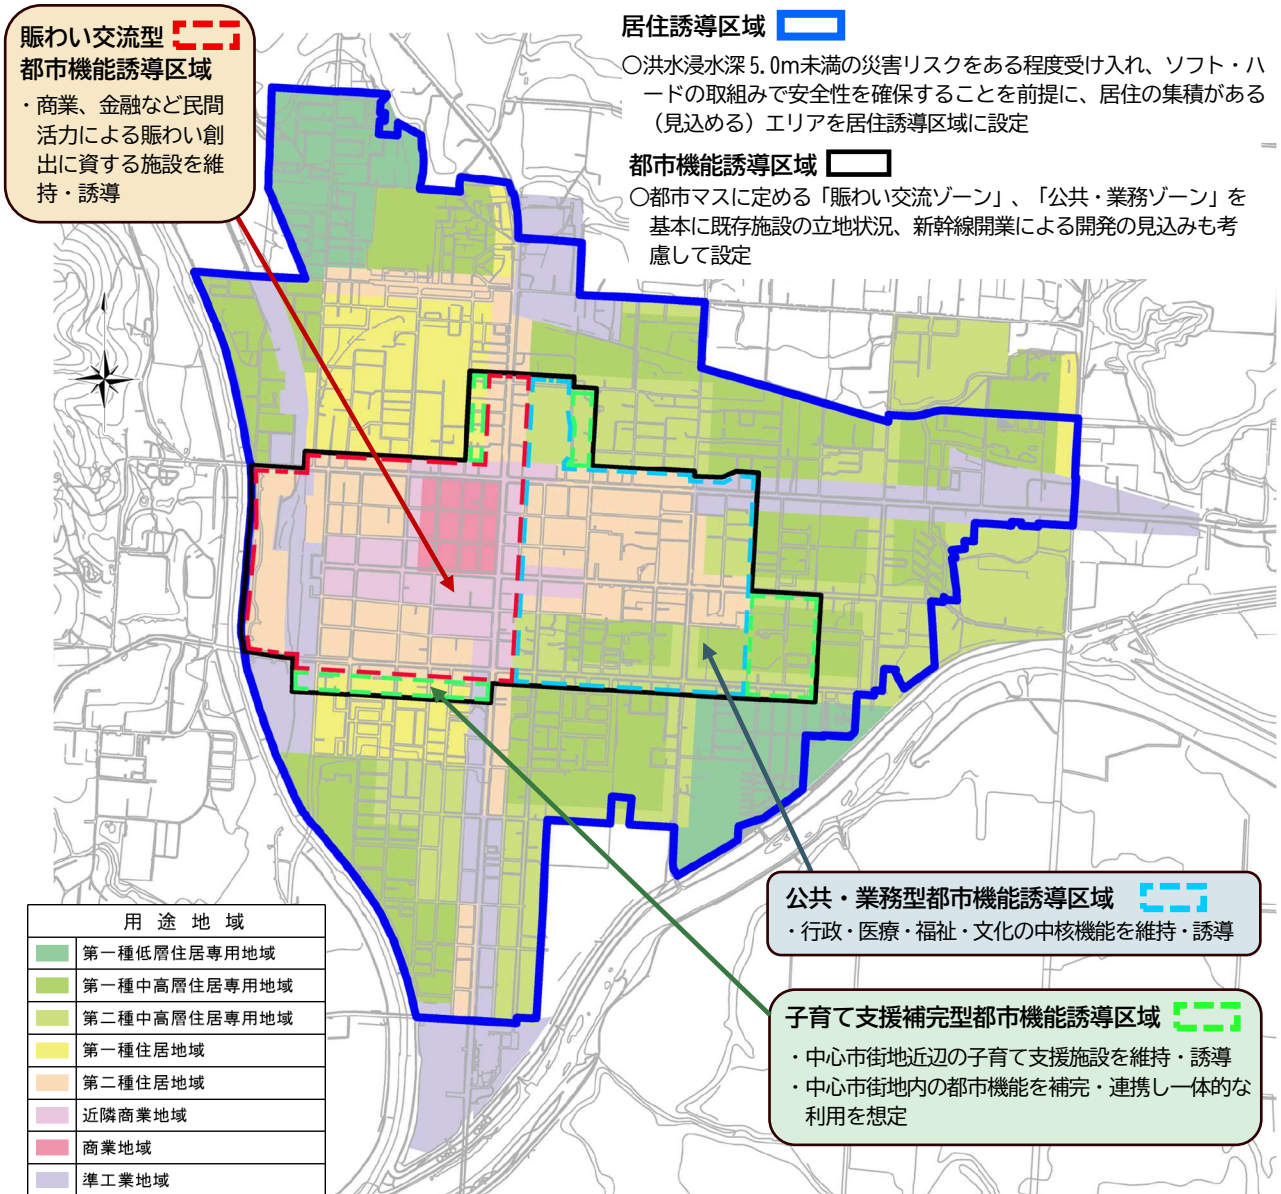 賑わい交流型
都市機能誘導区域
・商業、金融など民間
活力による賑わい創
出に資する施設を維
持・誘導
居住誘導区域
〇洪水浸水深5.0m未満の災害リスクをある程度受け入れ、ソフト・ハ
ードの取組みで安全性を確保することを前提に、居住の集積がある
（見込める）エリアを居住誘導区域に設定
都市機能誘導区域
〇都市マスに定める「賑わい交流ゾーン」、「公共・業務ゾーン」を
基本に既存施設の立地状況、新幹線開業による開発の見込みも考
慮して設定
公共・業務型都市機能誘導区域
・行政・医療・福祉・文化の中核機能を維持・誘導
子育て支援補完型都市機能誘導区域
・中心市街地近辺の子育て支援施設を維持・誘導
・中心市街地内の都市機能を補完・連携し一体的な
利用を想定
用途地域
第一種低層住居専用地域
第一種中高層住居専用地域
第二種中高層住居専用地域
第一種住居地域
第二種住居地域
近隣商業地域
商業地域
準工業地域